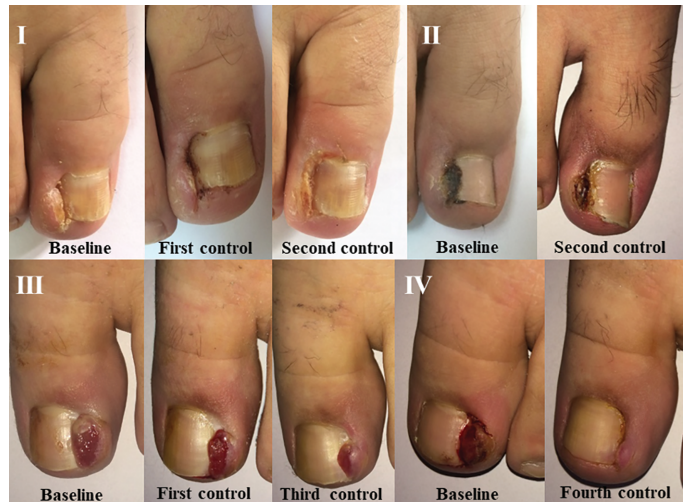 I
II
Baseline
First control
Second control
Baseline
Second control
III
IV
Baseline
First control
Third control
Baseline
Fourth control